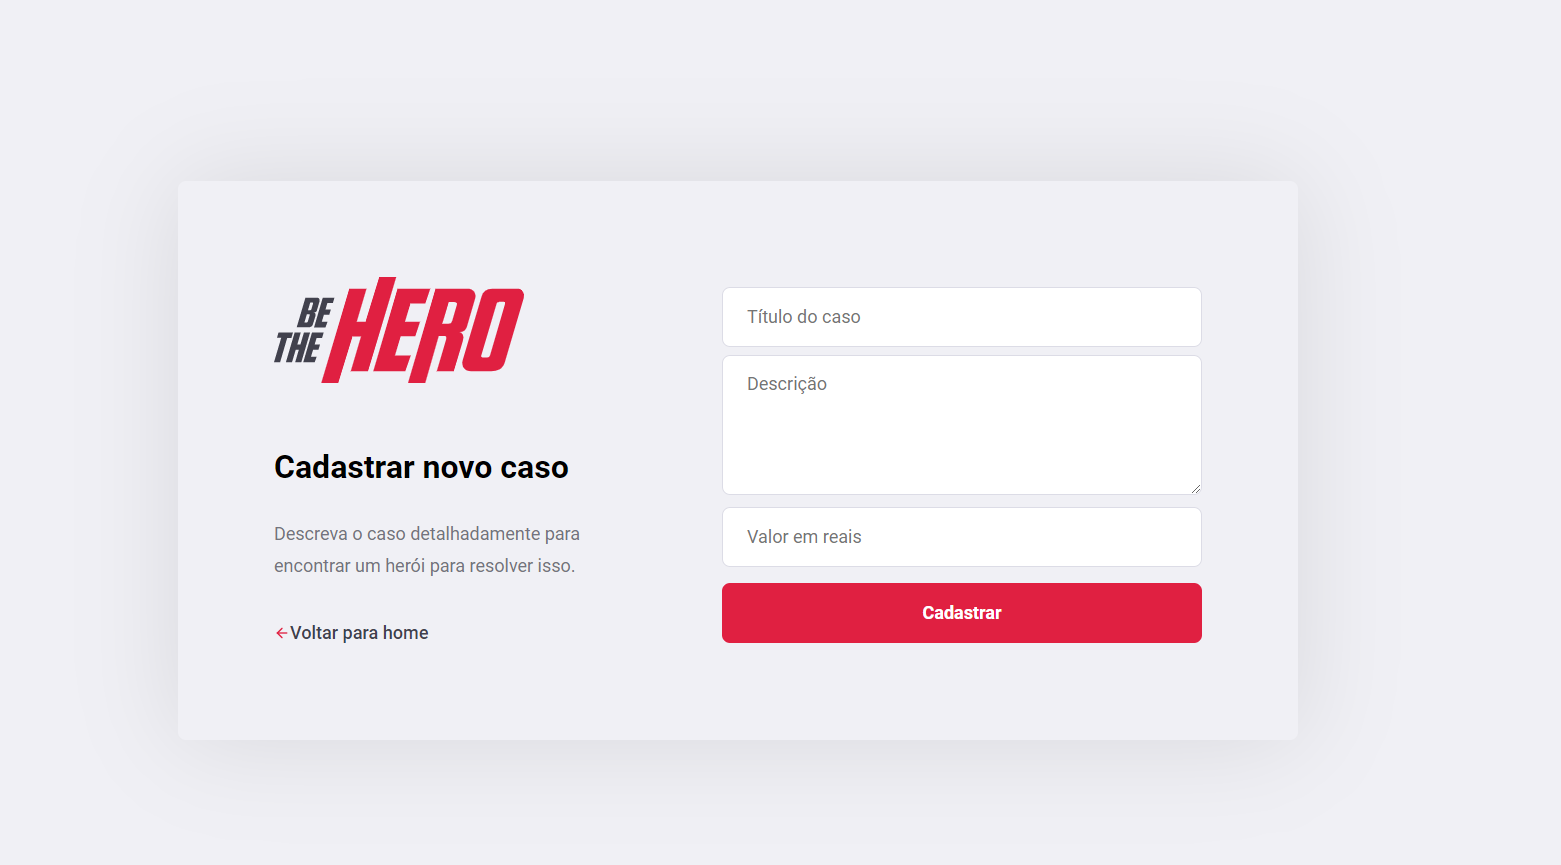 BE
THE HERO
Cadastrar novo caso
Descreva o caso detalhadamente para
encontrar um herói para resolver isso.
Voltar para home
Título do caso
Descrição
Valor em reais
Cadastrar